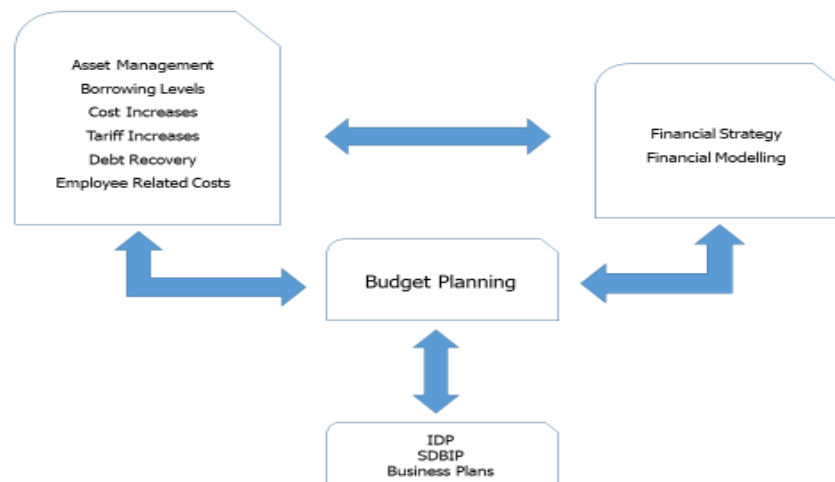 Asset Management
Borrowing Levels
Cost Increases
Tariff Increases
Debt Recovery
Employee Related Costs
Financial Strategy
Financial Modelling
Budget Planning
IDP
SDBIP
Business Plans